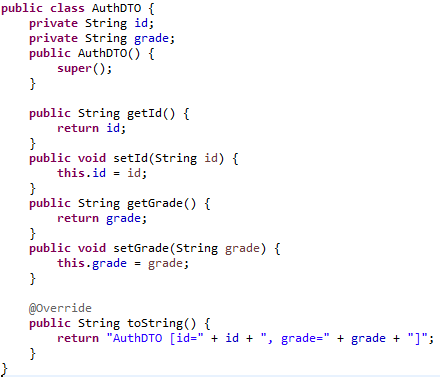 public class AuthDTO {
    private String id;
    private String grade;
    public AuthDTO() {
        super();
    }

    public String getId() {
        return id;
    }
    public void setId(String id) {
        this.id = id;
    }
    public String getGrade() {
        return grade;
    }
    public void setGrade(String grade) {
        this.grade = grade;
    }

    @Override
    public String toString() {
        return "AuthDTO [id=" + id + ", grade=" + grade + "]";
    }
}